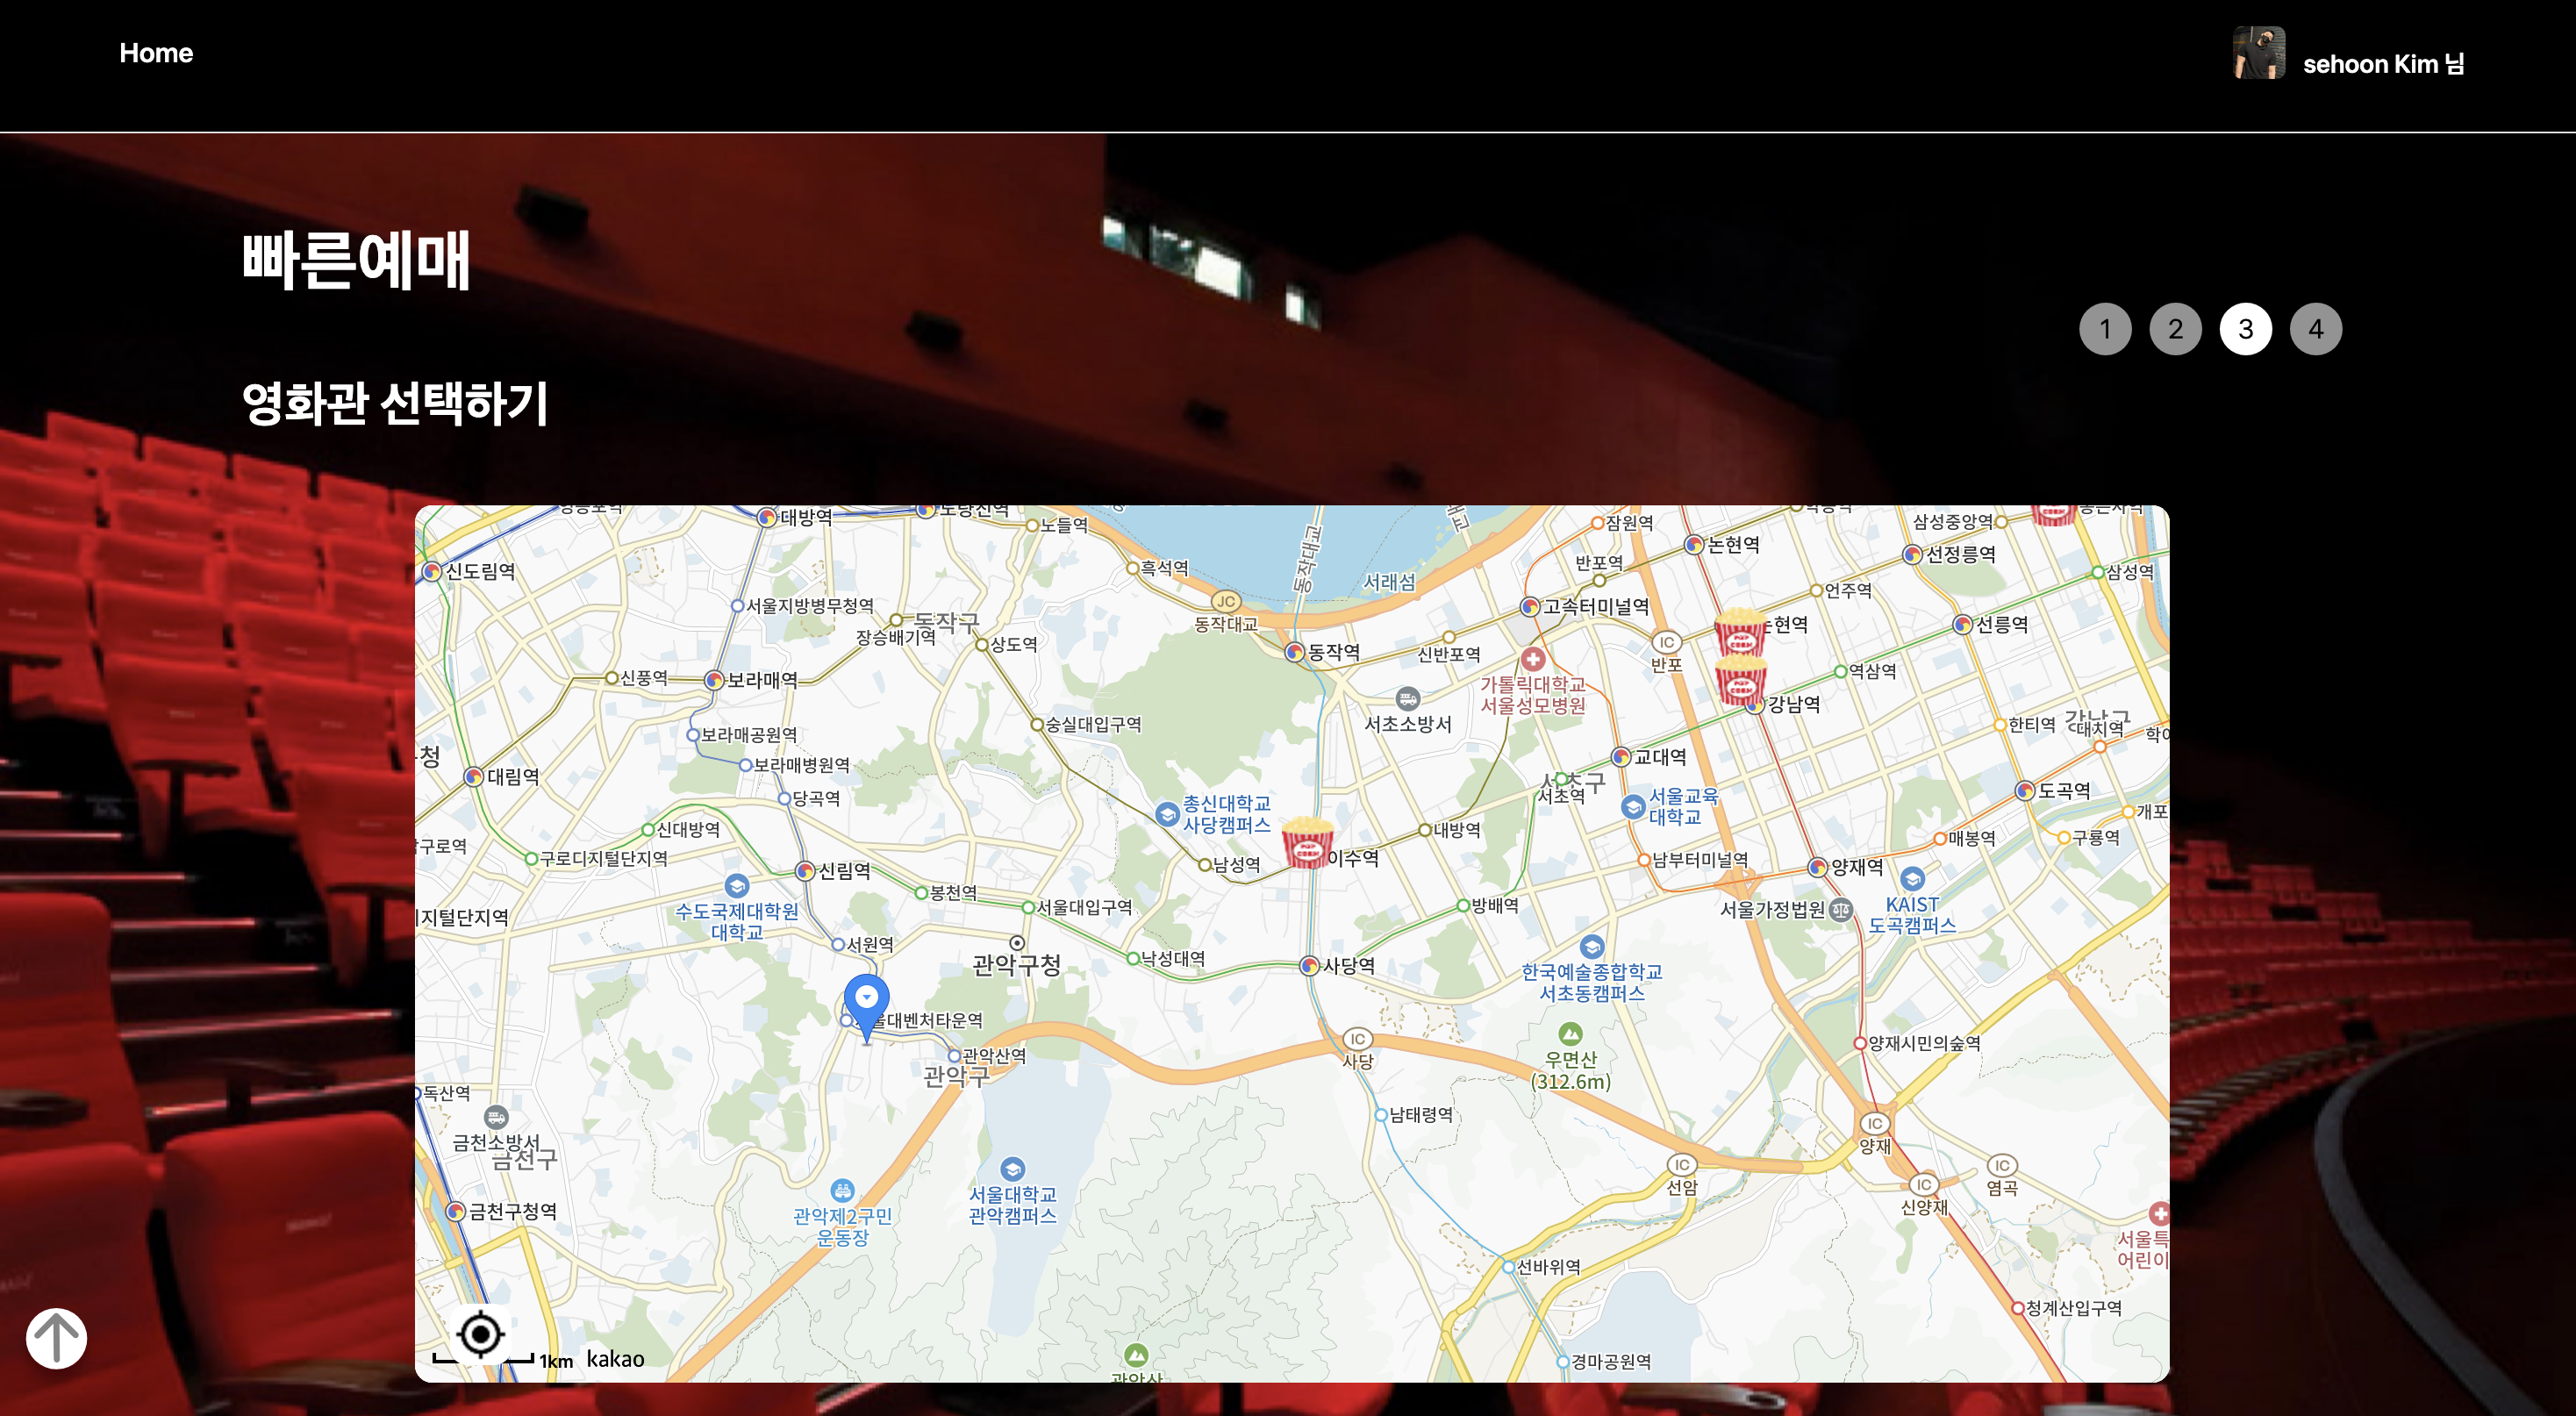 Home
sehoon Kim 님
빠른예매
1
2
3
4
영화관 선택하기
대방역
노들역
잠원역
삼성중앙역
논현역
선정릉역
신도림역
흑석역
동작대교
서래섬
반포역
삼성역
언주역
서울지방병무청역
JC
동작대교
고속터미널역
동작구
장승배기역
상도역
선릉역
IC
반포
동작역
신반포역
신풍역
보라매역
역삼역
가톨릭대학교
서울성모병원
강남역
서초소방서
숭실대입구역
한티역
강남구
대치역
보라매공원역
교대역
보라매병원역
대림역
서초구
서초역
도곡역
당곡역
총신대학교
사당캠퍼스
서울교육
대학교
개포
신대방역
대방역
매봉역
구룡역
구로디지털단지역
남성역
이수역
남부터미널역
양재역
신림역
봉천역
서울대입구역
방배역
수도국제대학원
대학교
서울가정법원
KAIST
도곡캠퍼스
서원역
관악구청
낙성대역
사당역
한국예술종합학교
서초동캠퍼스
울대벤처타운역
IC
사당
관악산역
관악구
우면산
(312.6m)
양재시민의숲역
독산역
금천소방서
금천구
남태령역
IC
양재
IC
선암
IC
염곡
IC
신양재
서울대학교
관악캠퍼스
금천구청역
관악제2구민
운동장
서울특
어린이
선바위역
청계산입구역
1km
kakao
경마공원역
관악산